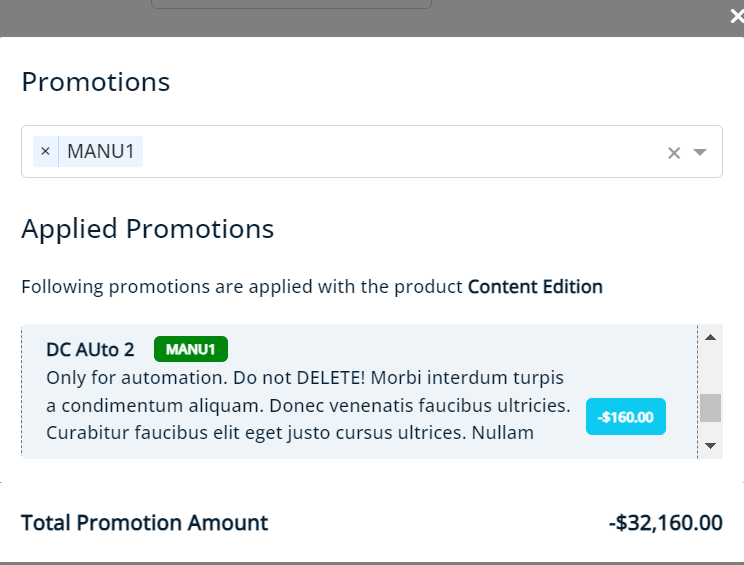 Promotions
× MANU1
Applied Promotions
Following promotions are applied with the product Content Edition
DC AUto 2 MANU1
Only for automation. Do not DELETE! Morbi interdum turpis
a condimentum aliquam. Donec venenatis faucibus ultricies.
-$160.00
Curabitur faucibus elit eget justo cursus ultrices. Nullam
Total Promotion Amount -$32,160.00